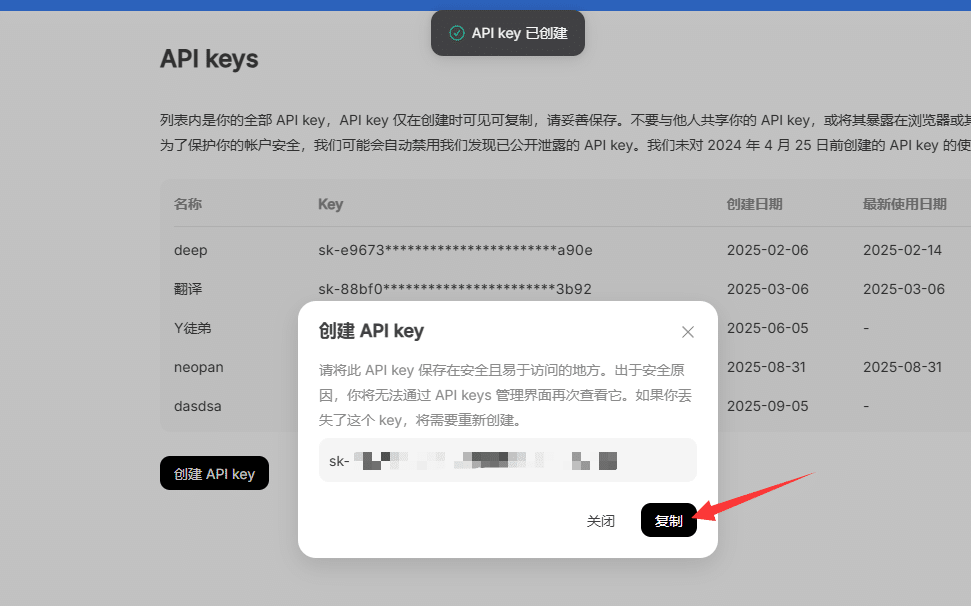 API key 已创建
API keys
列表内是你的全部 API key，API key 仅在创建时可见可复制，请妥善保存。不要与他人共享你的 API key，或将其暴露在浏览器或其
为了保护你的帐户安全，我们可能会自动禁用我们发现已公开泄露的 API key。我们未对 2024 年 4 月 25 日前创建的 API key 的使
名称 Key 创建日期 最新使用日期
deep sk-e9673***********************a90e 2025-02-06 2025-02-14
翻译 sk-88bf0***********************3b92 2025-03-06 2025-03-06
Y徒弟 2025-06-05 -
neopan 2025-08-31 2025-08-31
dasdsa 2025-09-05 -
创建 API key
创建 API key
请将此 API key 保存在安全且易于访问的地方。出于安全原
因，你将无法通过 API keys 管理界面再次查看它。如果你丢
失了这个 key，将需要重新创建。
sk-
关闭 复制